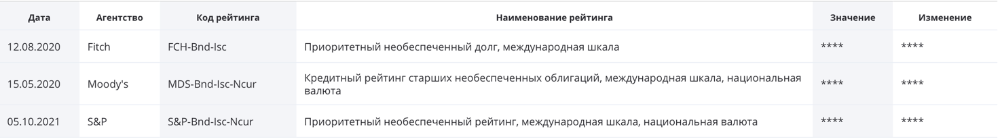 Дата Агентство Код рейтинга Наименование рейтинга Значение Изменение
12.08.2020 Fitch FCH-Bnd-Isc Приоритетный необеспеченный долг, международная шкала **** ****
15.05.2020 Moody's MDS-Bnd-Isc-Ncur Кредитный рейтинг старших необеспеченных облигаций, международная шкала, национальная
валюта **** ****
05.10.2021 S&P S&P-Bnd-Isc-Ncur Приоритетный необеспеченный рейтинг, международная шкала, национальная валюта **** ****